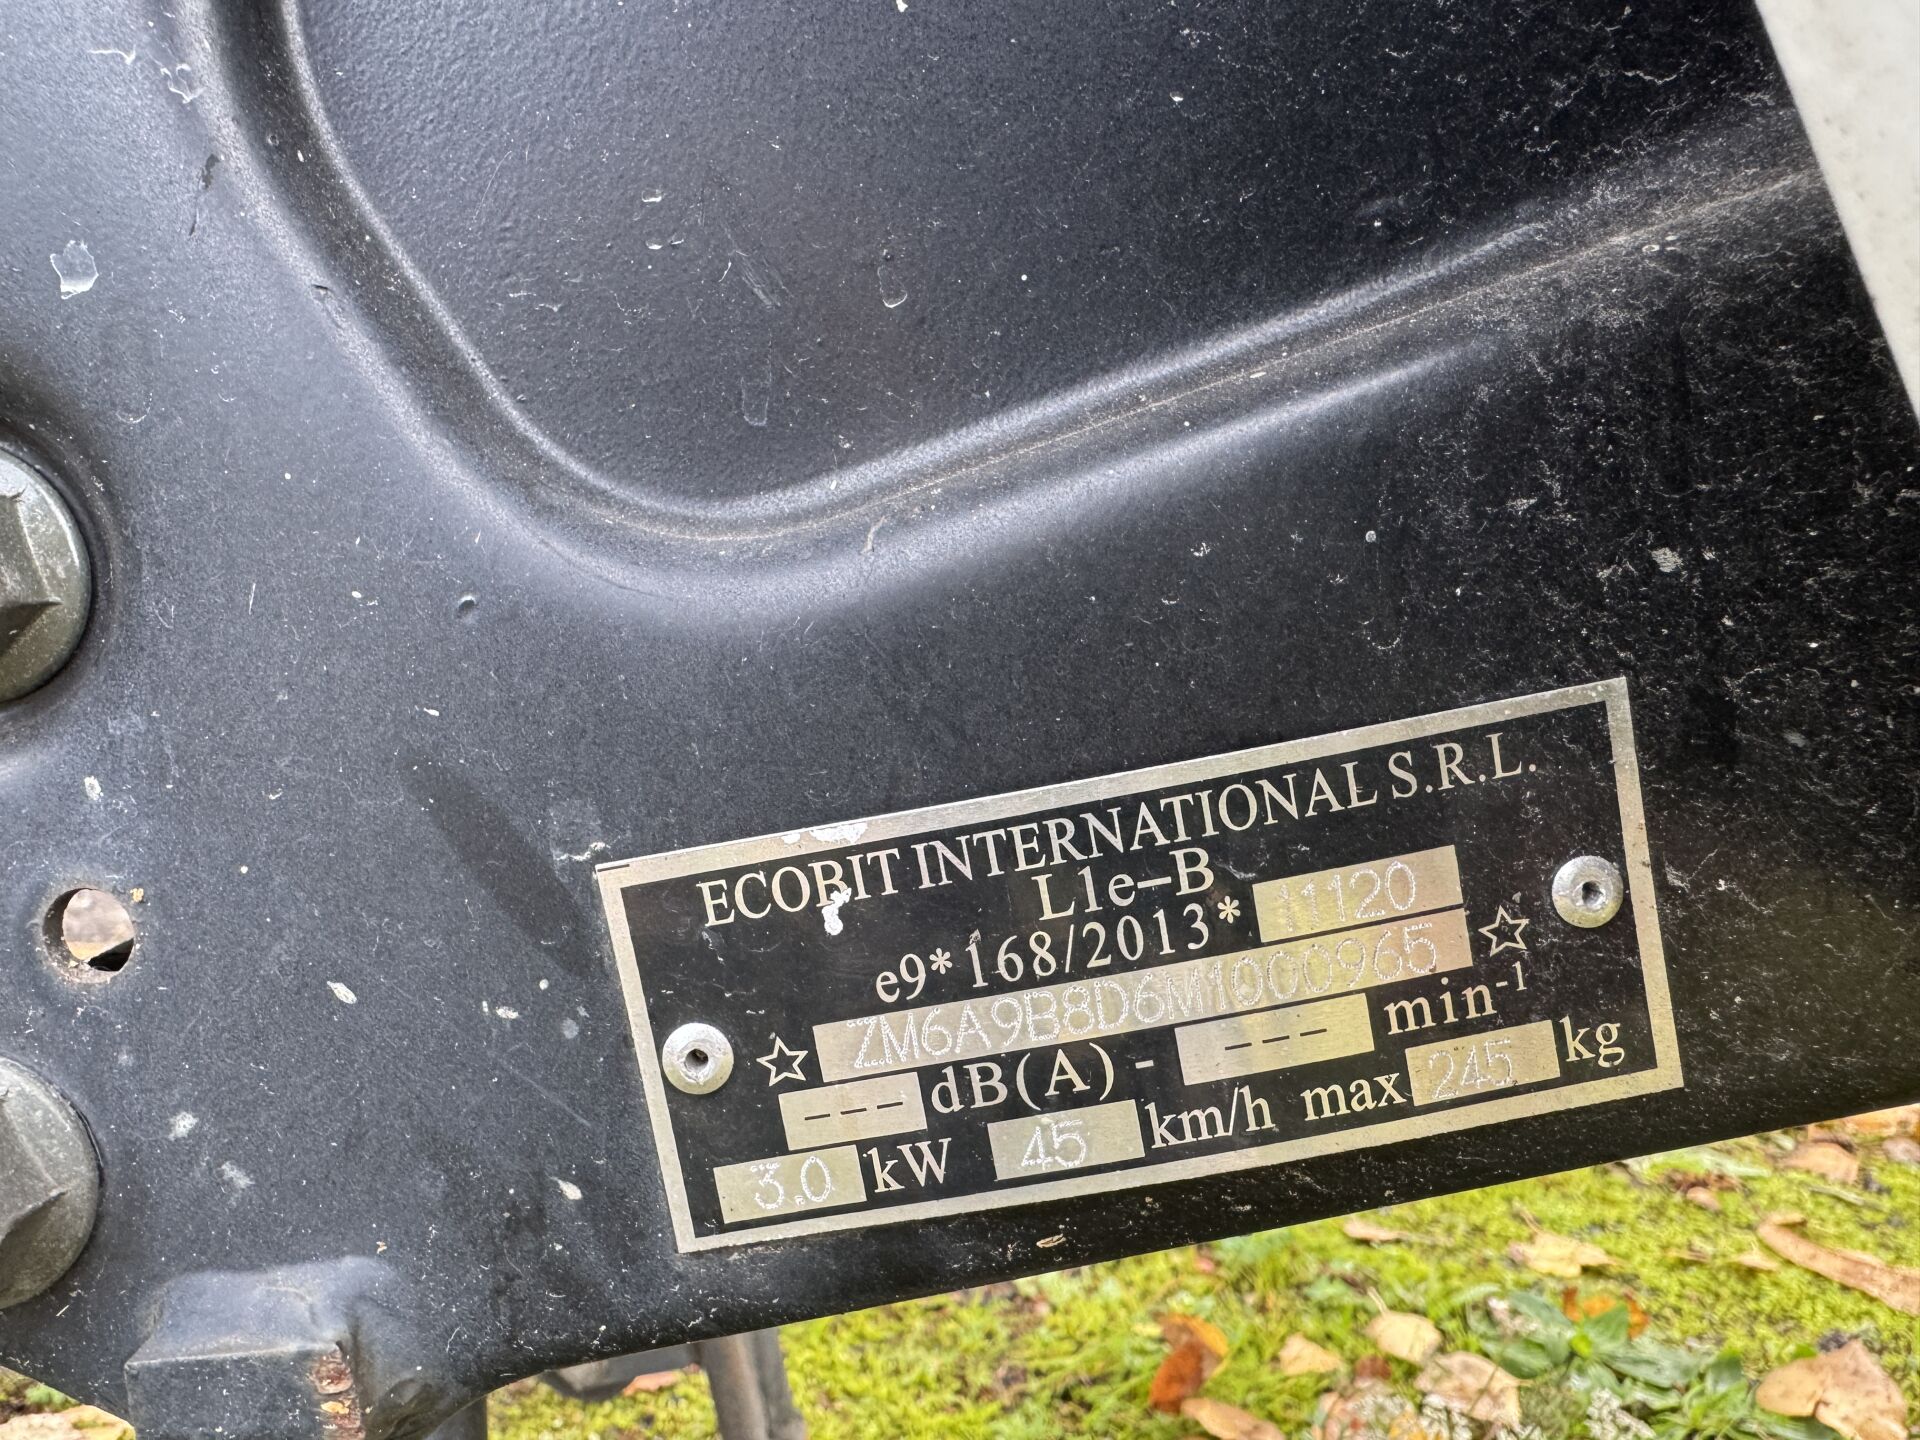 ECOBIT INTERNATIONAL S.R.L.
L1e-B
e9*168/2013*11120
☆ ZM6A9B8D6M1000965 ☆
--- dB(A) - --- min-1
3.0 kW 45 km/h max 245 kg